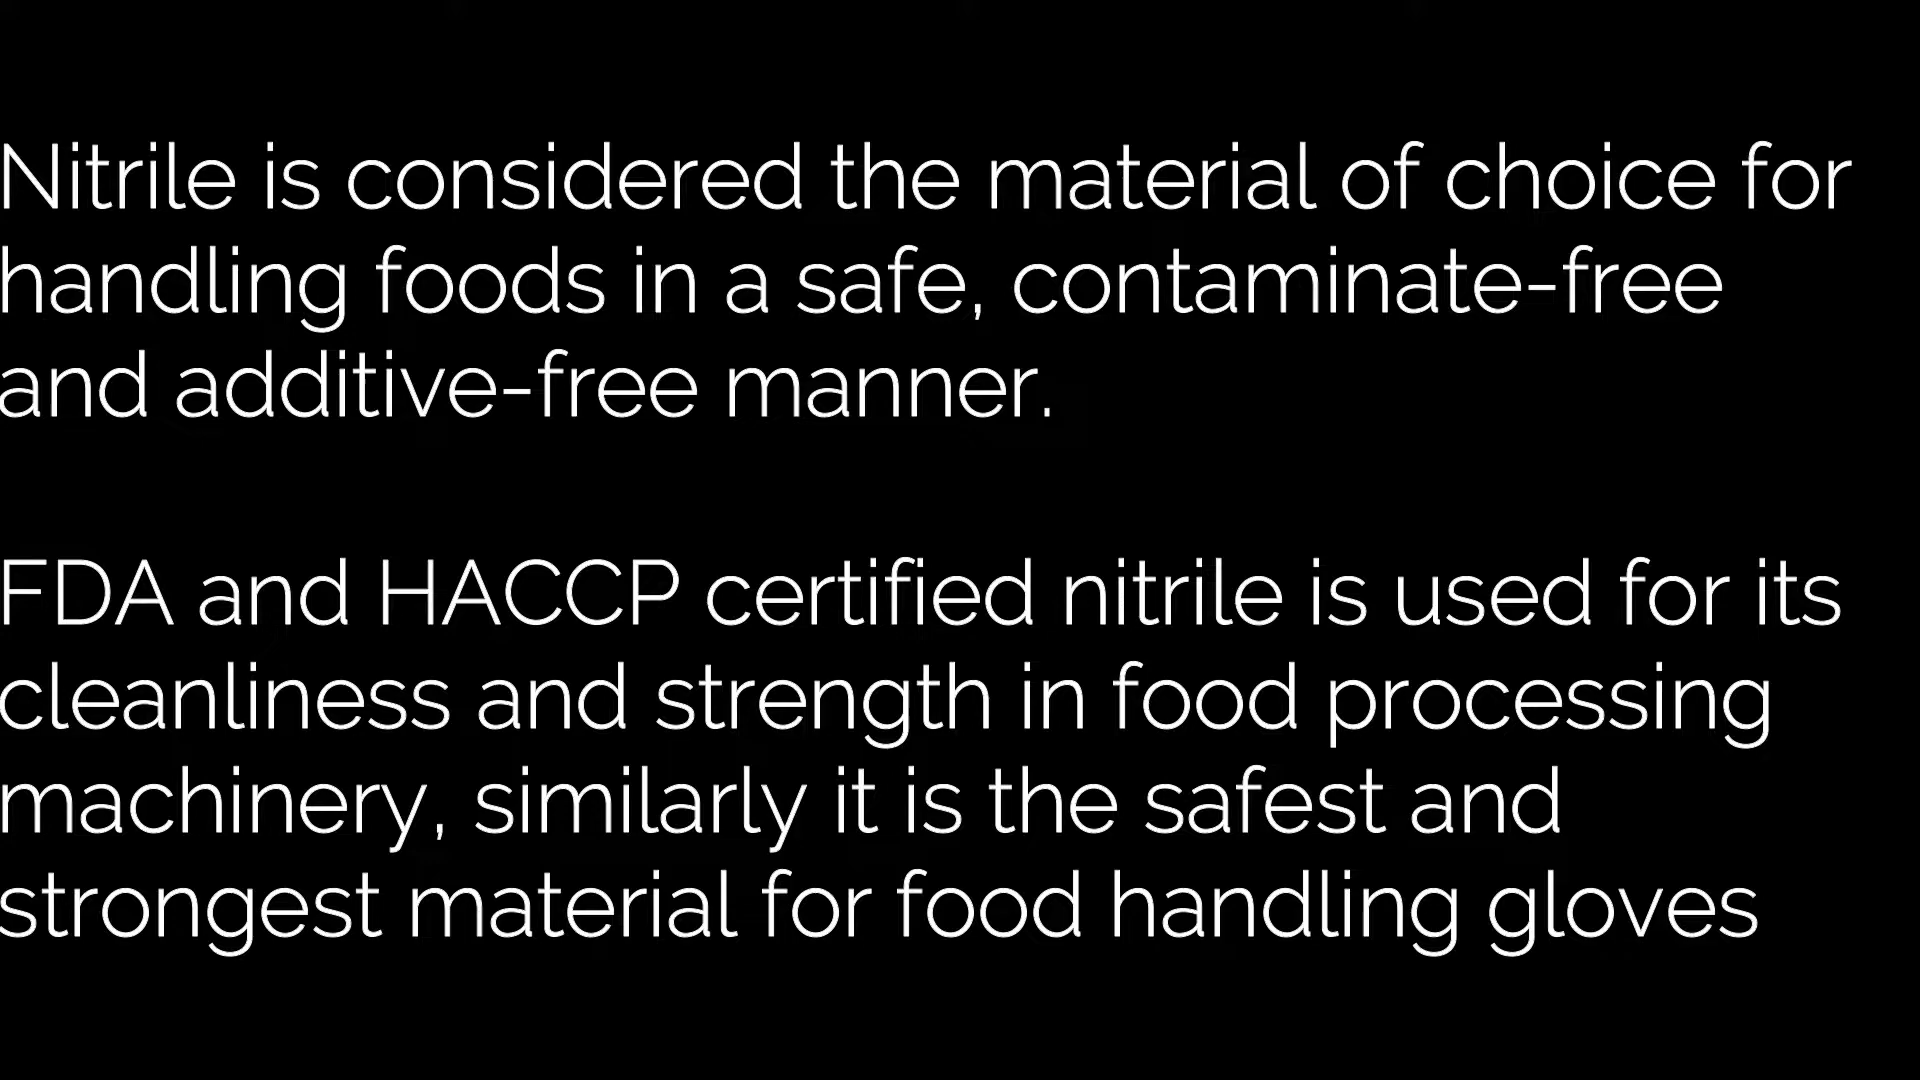 Nitrile is considered the material of choice for
handling foods in a safe, contaminate-free
and additive-free manner.
FDA and HACCP certified nitrile is used for its
cleanliness and strength in food processing
machinery, similarly it is the safest and
strongest material for food handling gloves